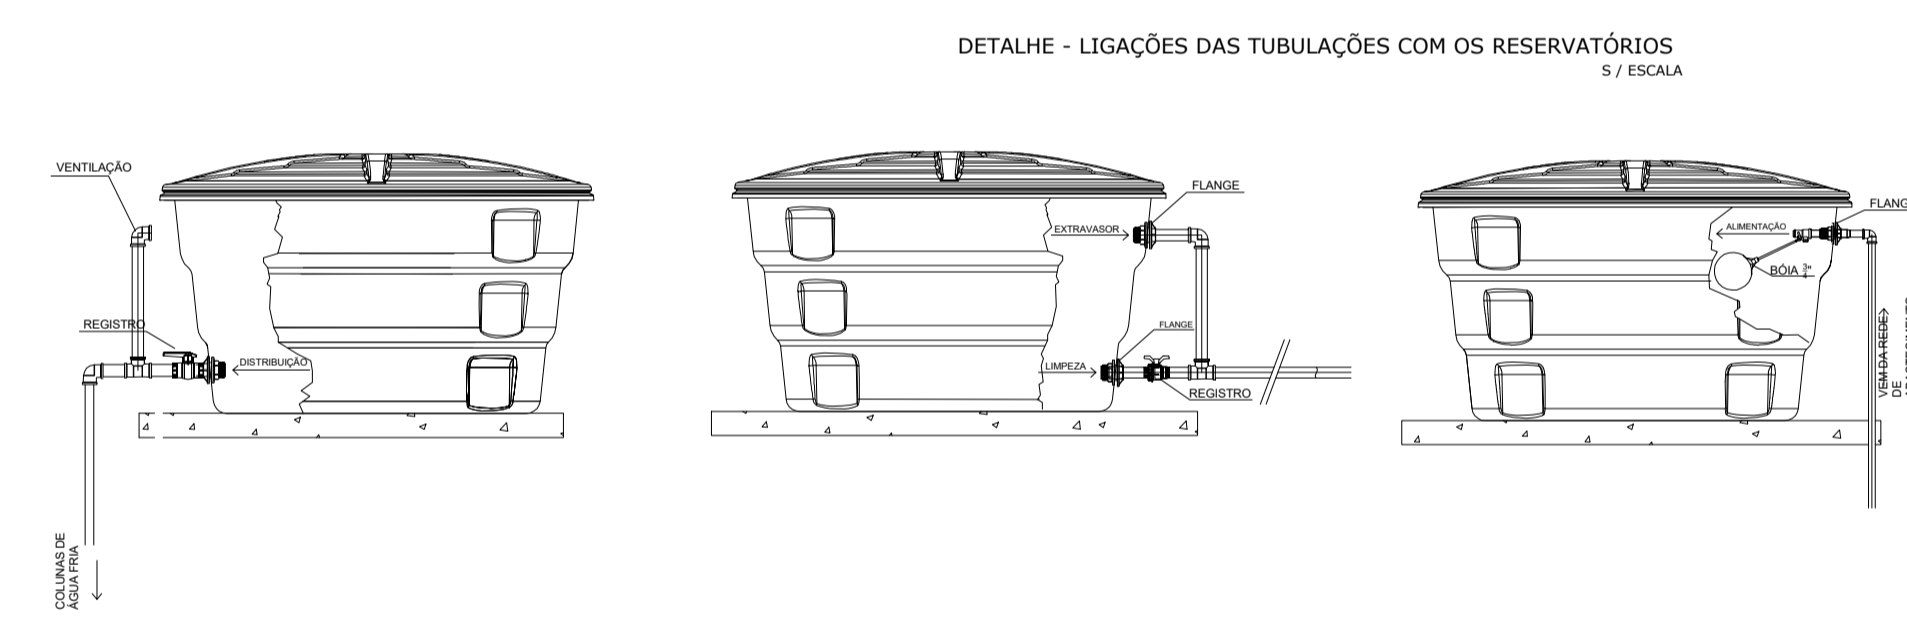 DETALHE - LIGAÇÕES DAS TUBULAÇÕES COM OS RESERVATÓRIOS
S / ESCALA
VENTILAÇÃO
REGISTRO
DISTRIBUIÇÃO
COLUNAS DE
ÁGUA FRIA
FLANGE
EXTRAVASOR
FLANGE
LIMPEZA
REGISTRO
FLANG
ALIMENTAÇÃO
BÓIA 3/4"
VEM DA REDE
DE